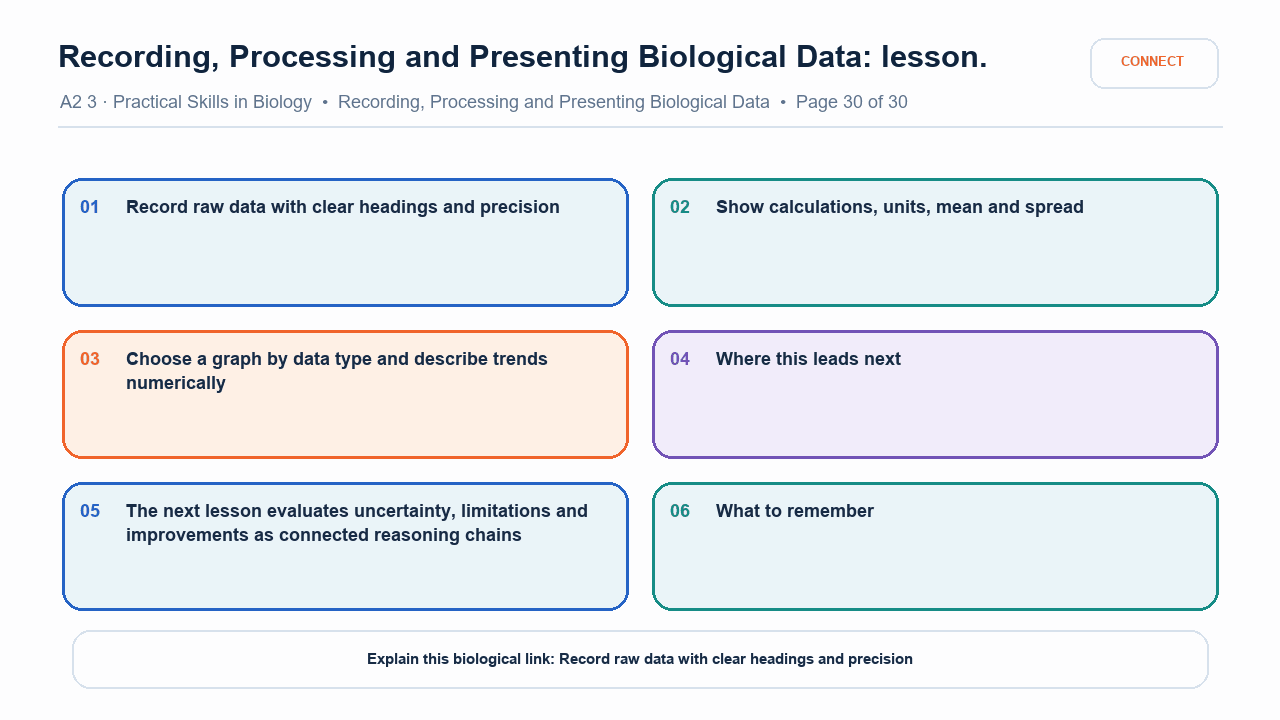 Recording, Processing and Presenting Biological Data: lesson.
CONNECT
A2 3 · Practical Skills in Biology • Recording, Processing and Presenting Biological Data • Page 30 of 30
01 Record raw data with clear headings and precision
02 Show calculations, units, mean and spread
03 Choose a graph by data type and describe trends
numerically
04 Where this leads next
05 The next lesson evaluates uncertainty, limitations and
improvements as connected reasoning chains
06 What to remember
Explain this biological link: Record raw data with clear headings and precision